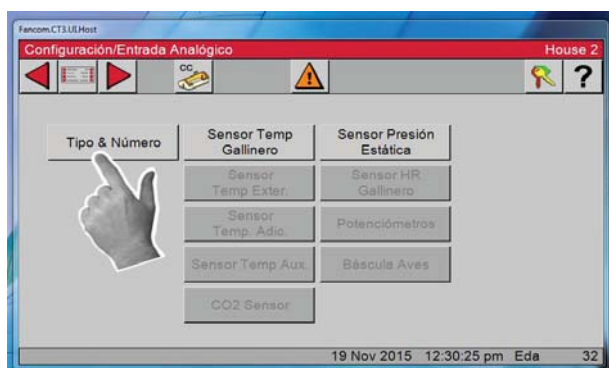 Fancom.CT3.UI.Host
Configuración/Entrada Analógico House 2
CC
Tipo & Número
Sensor Temp
Gallinero
Sensor Presión
Estática
Sensor
Temp Exter.
Sensor HR
Gallinero
Sensor
Temp. Adic.
Potenciómetros
Sensor Temp Aux.
Báscula Aves
CO2 Sensor
19 Nov 2015 12:30:25 pm Eda 32